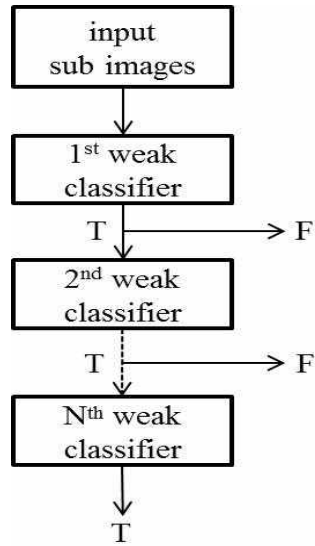 input
sub images
1st weak
classifier
T F
2nd weak
classifier
T F
Nth weak
classifier
T